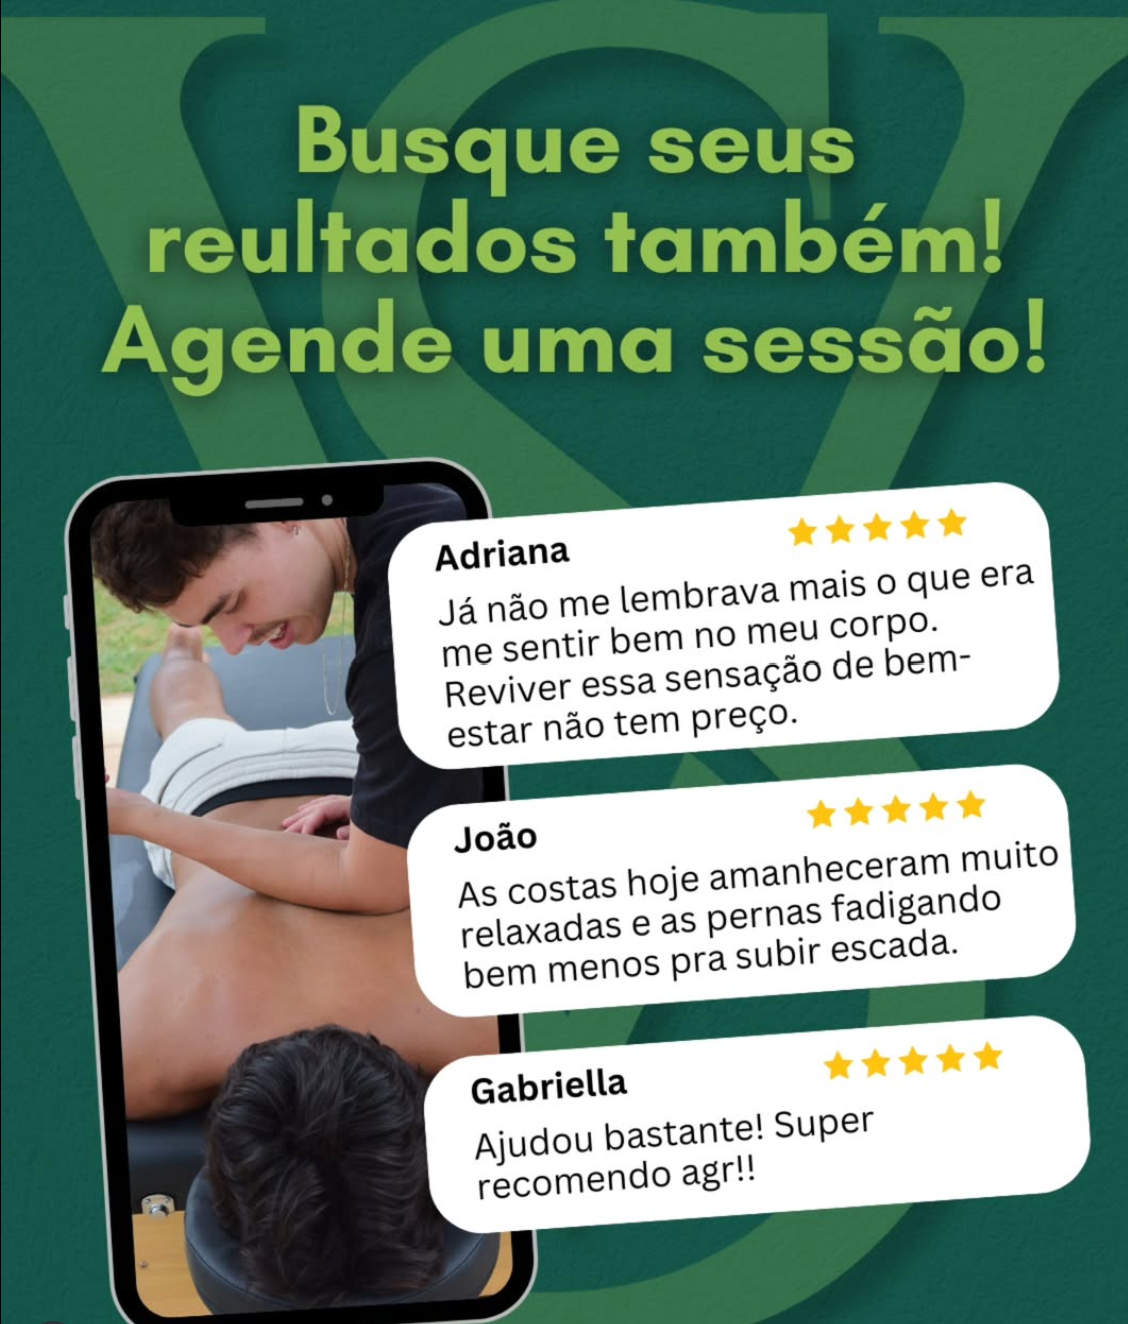 Busque seus
reultados também!
Agende uma sessão!
Adriana
Já não me lembrava mais o que era
me sentir bem no meu corpo.
Reviver essa sensação de bem-
estar não tem preço.
João
As costas hoje amanheceram muito
relaxadas e as pernas fadigando
bem menos pra subir escada.
Gabriella
Ajudou bastante! Super
recomendo agr!!